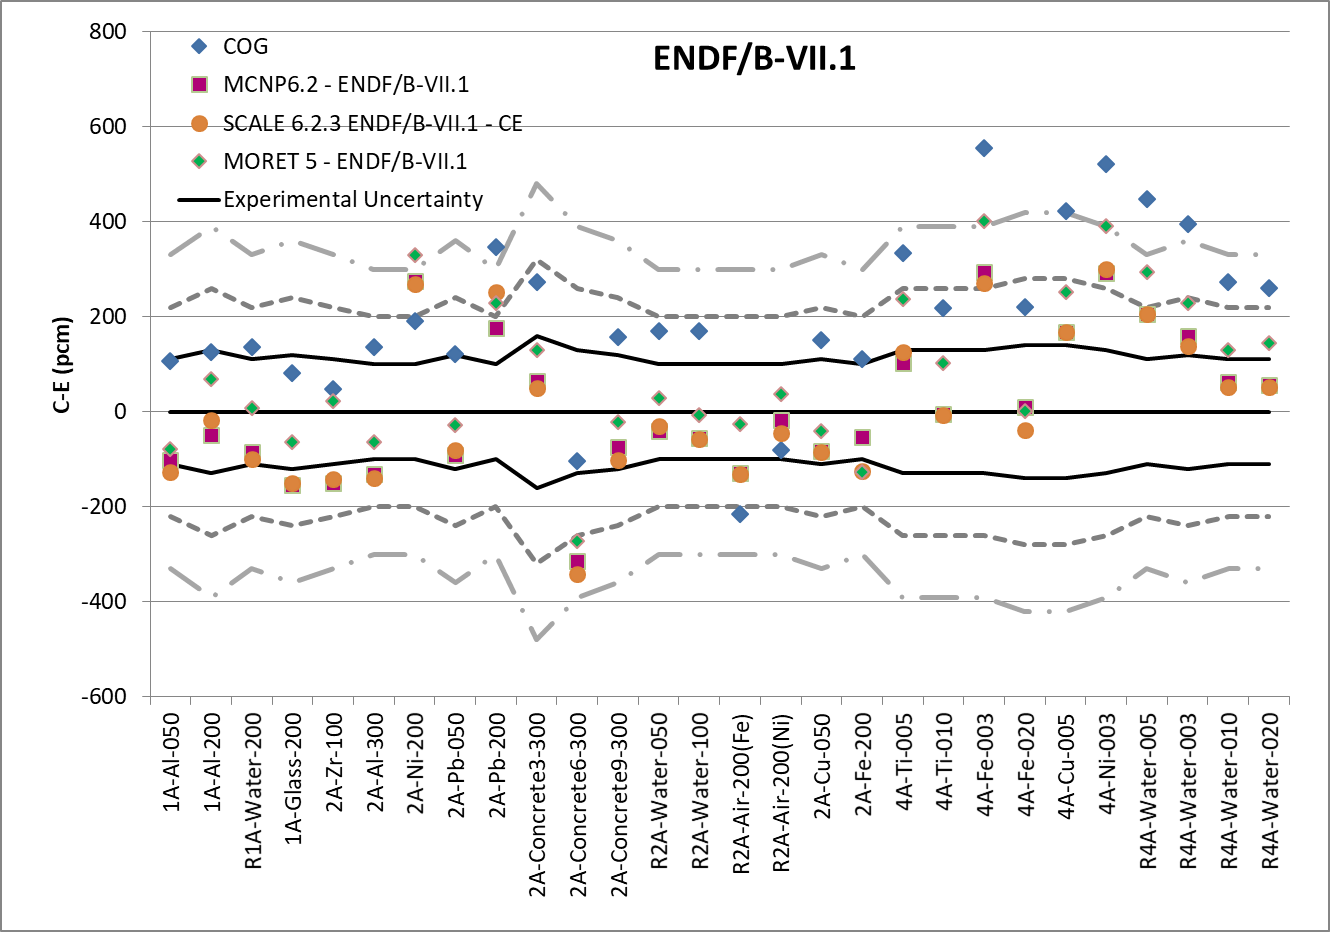 ENDF/B-VII.1
COG
MCNP6.2 - ENDF/B-VII.1
SCALE 6.2.3 ENDF/B-VII.1 - CE
MORET 5 - ENDF/B-VII.1
Experimental Uncertainty
C-E (pcm)
800
600
400
200
0
-200
-400
-600
1A-Al-050
1A-Al-200
R1A-Water-200
1A-Glass-200
2A-Zr-100
2A-Al-300
2A-Ni-200
2A-Pb-050
2A-Pb-200
2A-Concrete3-300
2A-Concrete6-300
2A-Concrete9-300
R2A-Water-050
R2A-Water-100
R2A-Air-200(Fe)
R2A-Air-200(Ni)
2A-Cu-050
2A-Fe-200
4A-Ti-005
4A-Ti-010
4A-Fe-003
4A-Fe-020
4A-Cu-005
4A-Ni-003
R4A-Water-005
R4A-Water-003
R4A-Water-010
R4A-Water-020